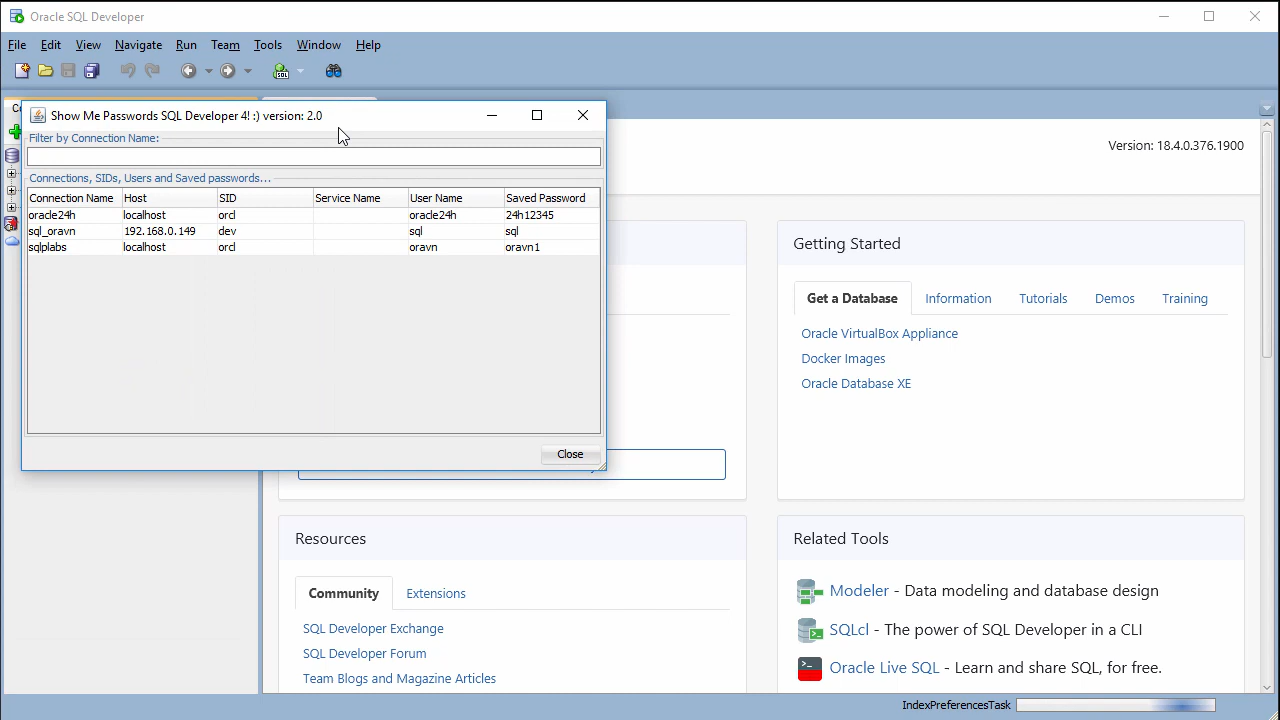 Oracle SQL Developer
File Edit View Navigate Run Team Tools Window Help
Show Me Passwords SQL Developer 4! :) version: 2.0
Filter by Connection Name:
Connections, SIDs, Users and Saved passwords...
Connection Name Host SID Service Name User Name Saved Password
oracle24h localhost orcl oracle24h 24h12345
sql_oravn 192.168.0.149 dev sql sql
sqlplabs localhost orcl oravn oravn1
Close
Version: 18.4.0.376.1900
Getting Started
Get a Database Information Tutorials Demos Training
Oracle VirtualBox Appliance
Docker Images
Oracle Database XE
Resources
Community Extensions
SQL Developer Exchange
SQL Developer Forum
Team Blogs and Magazine Articles
Related Tools
Modeler - Data modeling and database design
SQLcl - The power of SQL Developer in a CLI
Oracle Live SQL - Learn and share SQL, for free.
IndexPreferencesTask